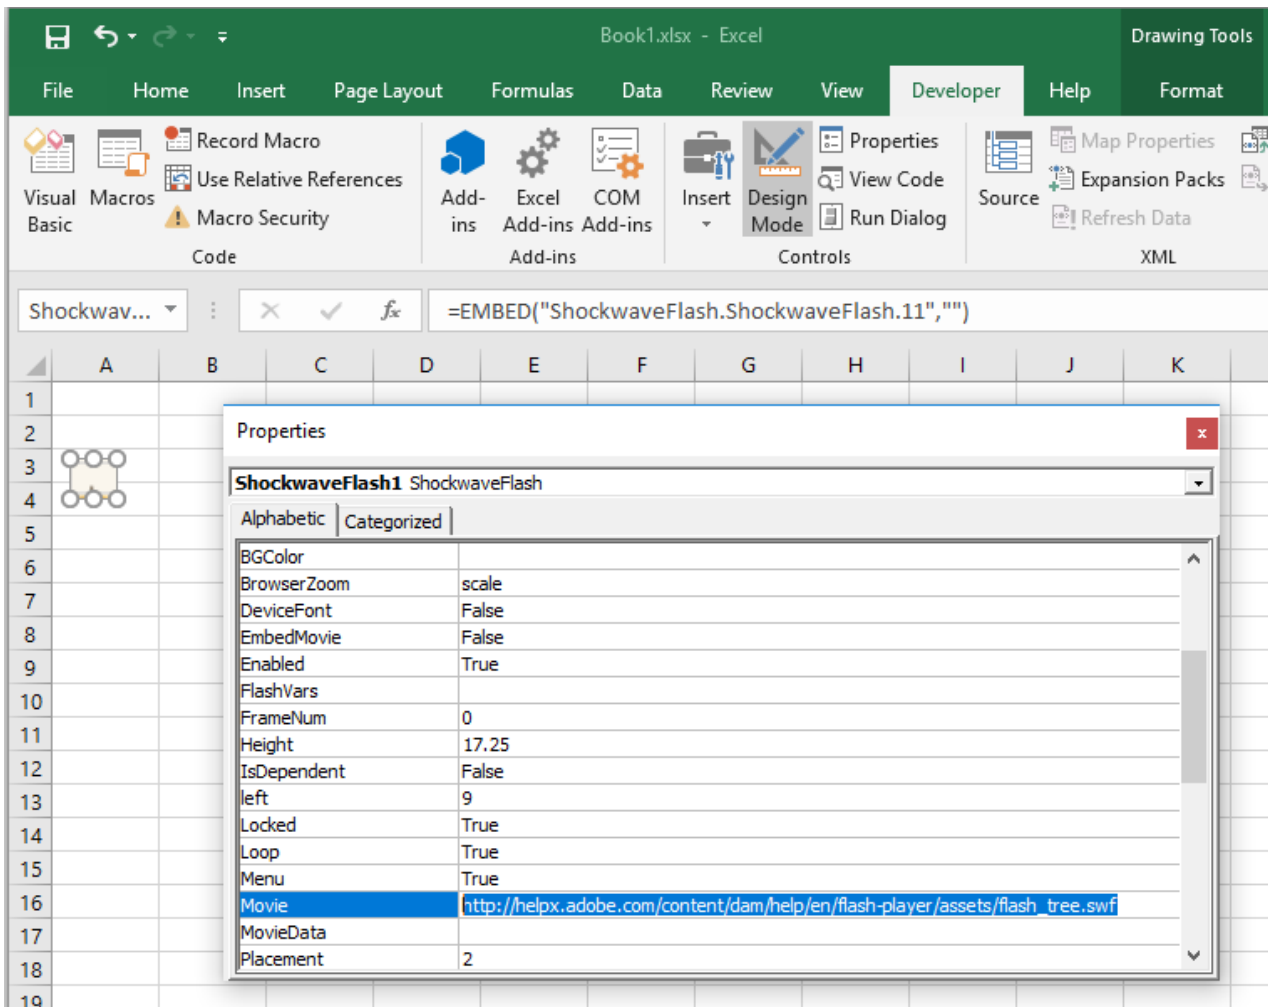 Book1.xlsx - Excel
Drawing Tools
File Home Insert Page Layout Formulas Data Review View Developer Help Format
Record Macro
Use Relative References
Macro Security
Visual Basic
Macros
Code
Add-ins
Excel Add-ins
COM Add-ins
Add-ins
Insert
Design Mode
Properties
View Code
Run Dialog
Controls
Source
Map Properties
Expansion Packs
Refresh Data
XML
Shockwav...
fx
=EMBED("ShockwaveFlash.ShockwaveFlash.11","")
A B C D E F G H I J K
1
2
3
4
5
6
7
8
9
10
11
12
13
14
15
16
17
18
19
Properties
x
ShockwaveFlash1 ShockwaveFlash
Alphabetic Categorized
BGColor
BrowserZoom scale
DeviceFont False
EmbedMovie False
Enabled True
FlashVars
FrameNum 0
Height 17.25
IsDependent False
left 9
Locked True
Loop True
Menu True
Movie http://helpx.adobe.com/content/dam/help/en/flash-player/assets/flash_tree.swf
MovieData
Placement 2